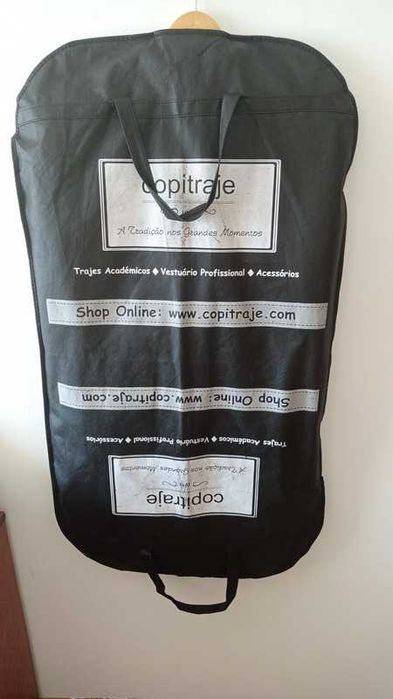 copitraje
A Tradição nos Grandes Momentos
Trajes Académicos ◆ Vestuário Profissional ◆ Acessórios
Shop Online: www.copitraje.com
Shop Online: www.copitraje.com
Trajes Académicos ◆ Vestuário Profissional ◆ Acessórios
A Tradição nos Grandes Momentos
copitraje